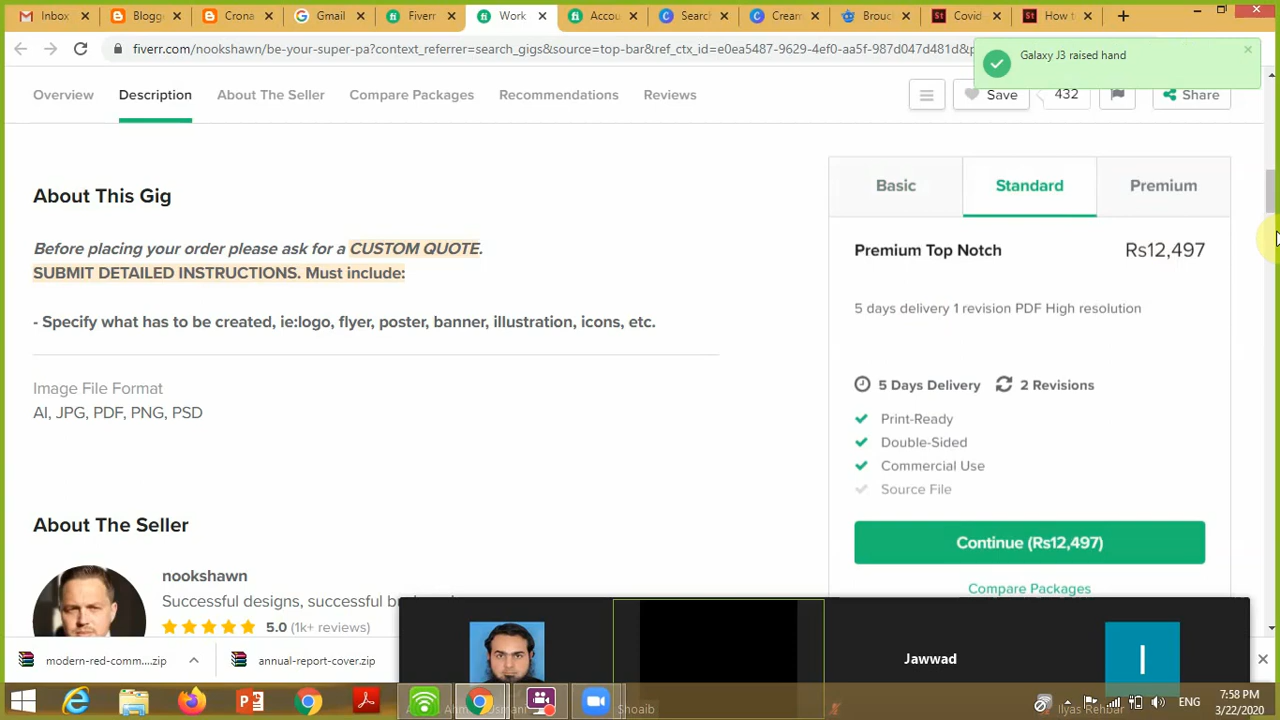 Inbox
Blogg
Crona
Gmail
Fiverr
Work
Accou
Search
Cream
Brouc
Covid
How to
fiverr.com/nookshawn/be-your-super-pa?context_referrer=search_gigs&source=top-bar&ref_ctx_id=e0ea5487-9629-4ef0-aa5f-987d047d481d&p
Galaxy J3 raised hand
Overview
Description
About The Seller
Compare Packages
Recommendations
Reviews
Save
432
Share
About This Gig
Before placing your order please ask for a CUSTOM QUOTE.
SUBMIT DETAILED INSTRUCTIONS. Must include:
- Specify what has to be created, ie:logo, flyer, poster, banner, illustration, icons, etc.
Image File Format
AI, JPG, PDF, PNG, PSD
Basic
Standard
Premium
Premium Top Notch
Rs12,497
5 days delivery 1 revision PDF High resolution
5 Days Delivery
2 Revisions
Print-Ready
Double-Sided
Commercial Use
Source File
Continue (Rs12,497)
Compare Packages
About The Seller
nookshawn
Successful designs, successful b
5.0 (1k+ reviews)
Jawwad
I
modern-red-comm....zip
annual-report-cover.zip
Shoaib
Ilyas Rehbar
ENG
7:58 PM
3/22/2020